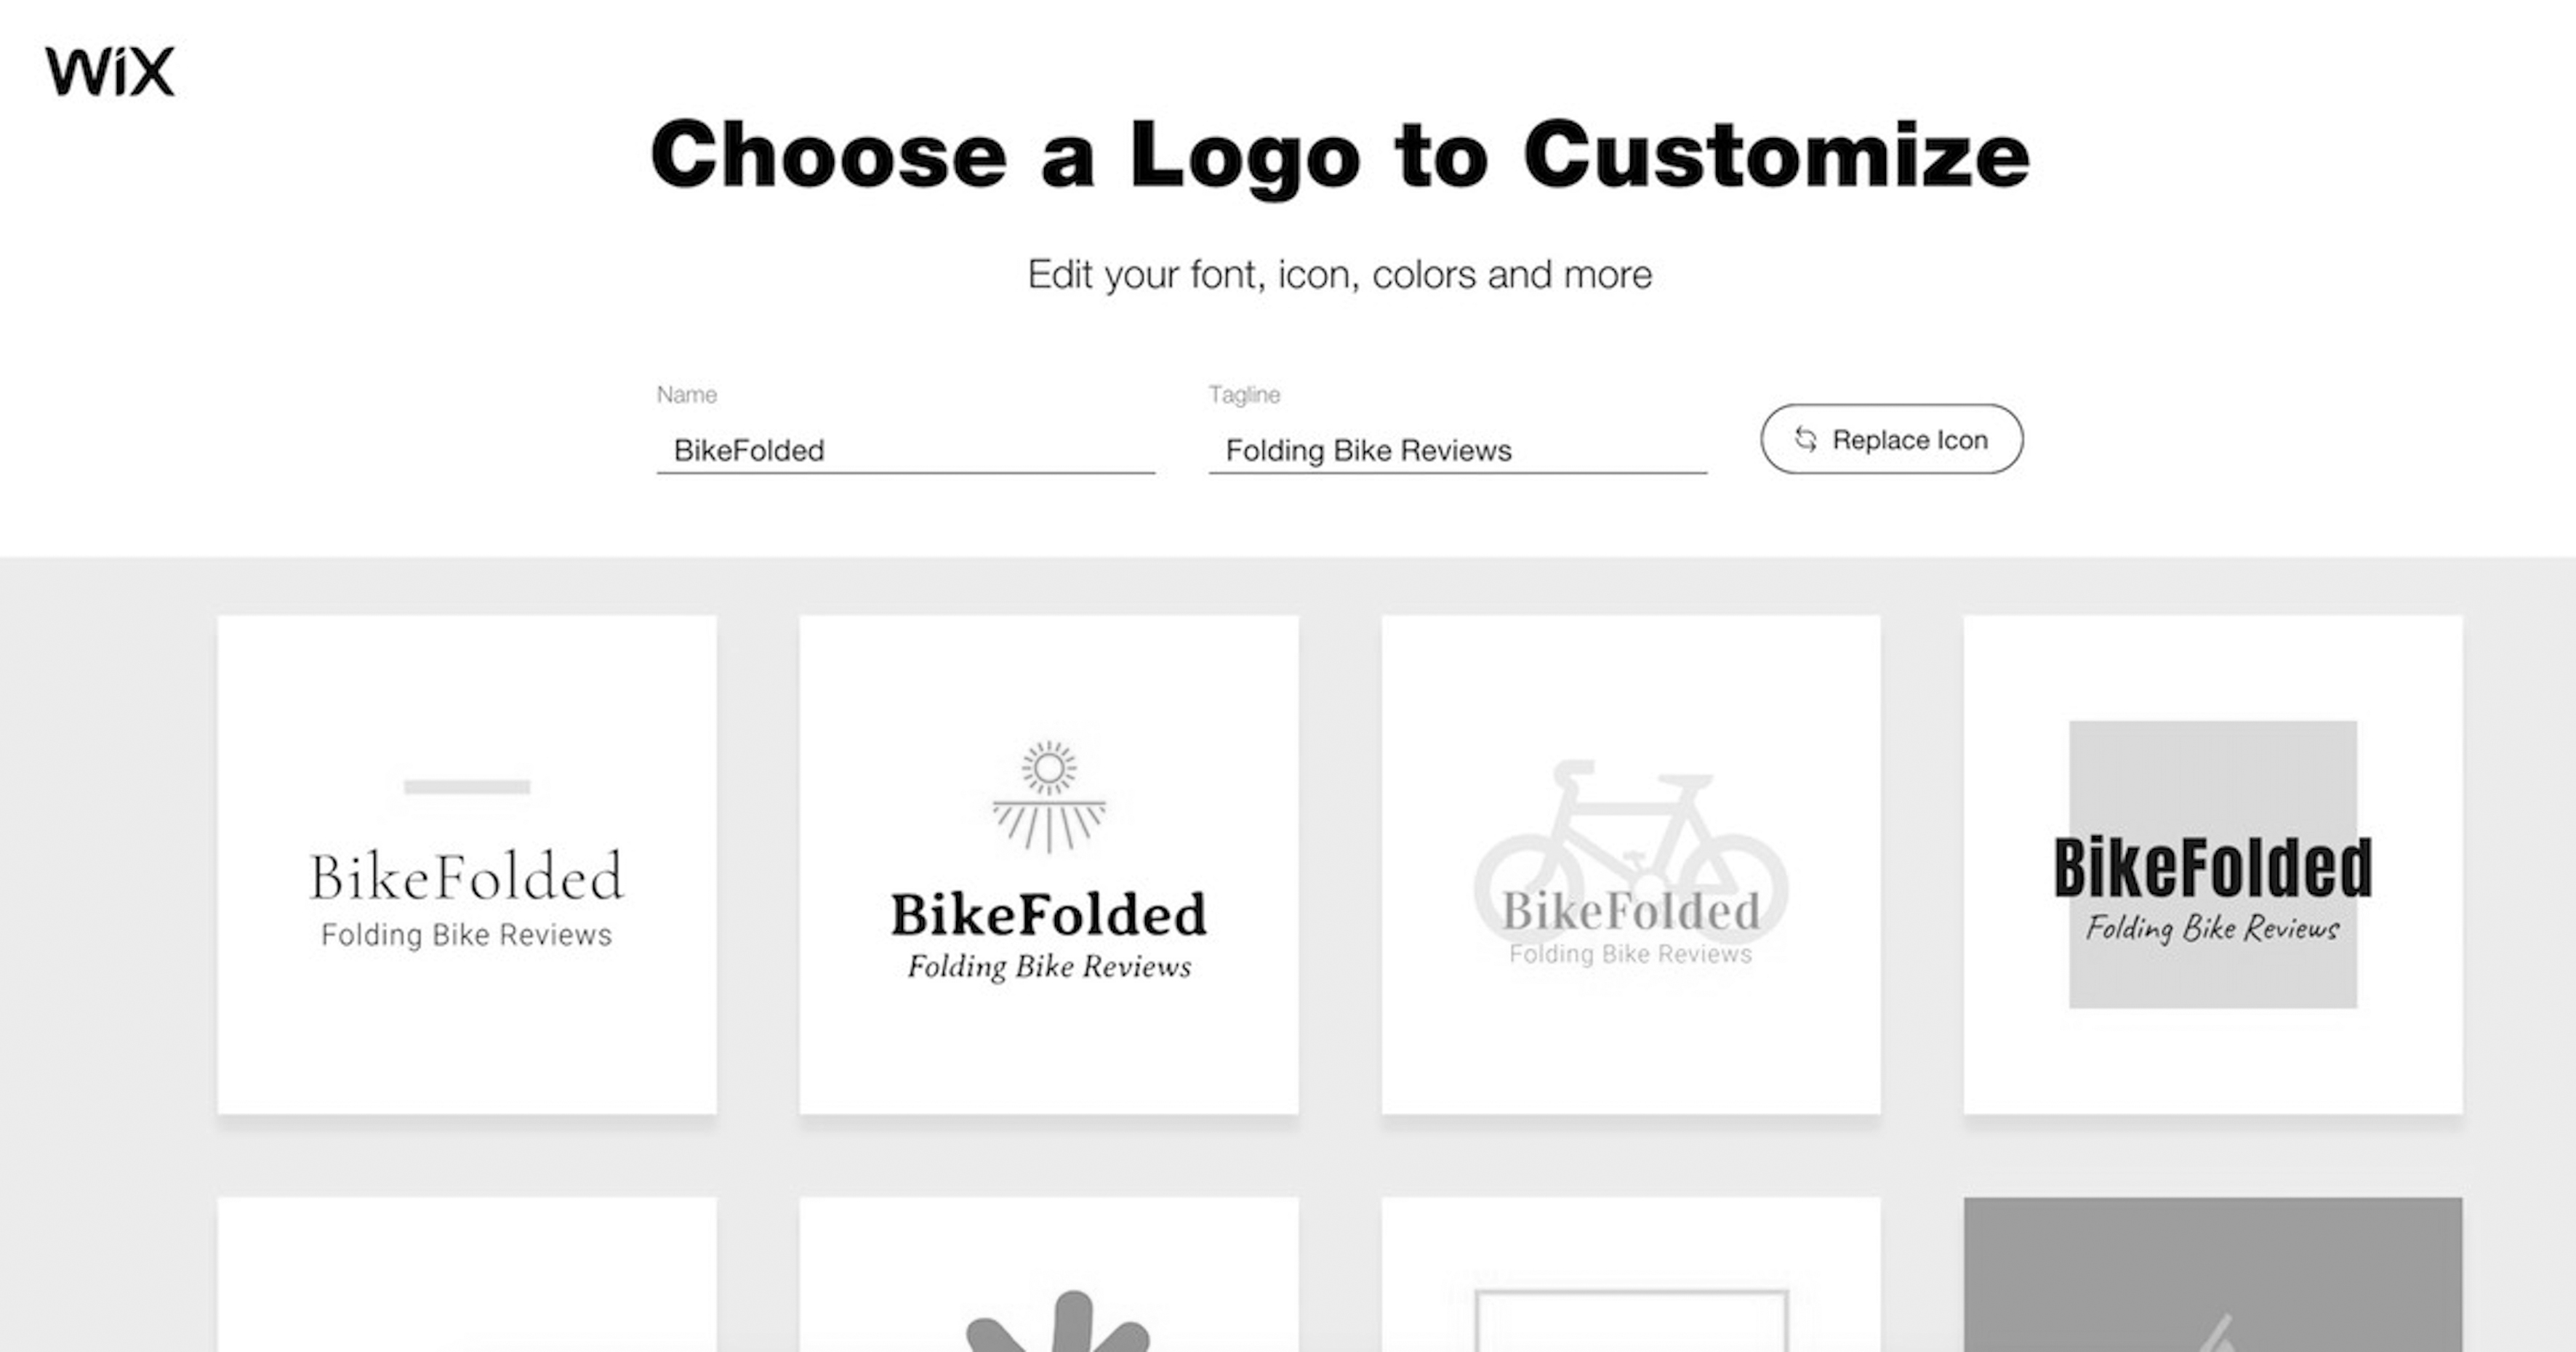 WiX
Choose a Logo to Customize
Edit your font, icon, colors and more
Name
Tagline
BikeFolded
Folding Bike Reviews
Replace Icon
BikeFolded
Folding Bike Reviews
BikeFolded
Folding Bike Reviews
BikeFolded
Folding Bike Reviews
BikeFolded
Folding Bike Reviews